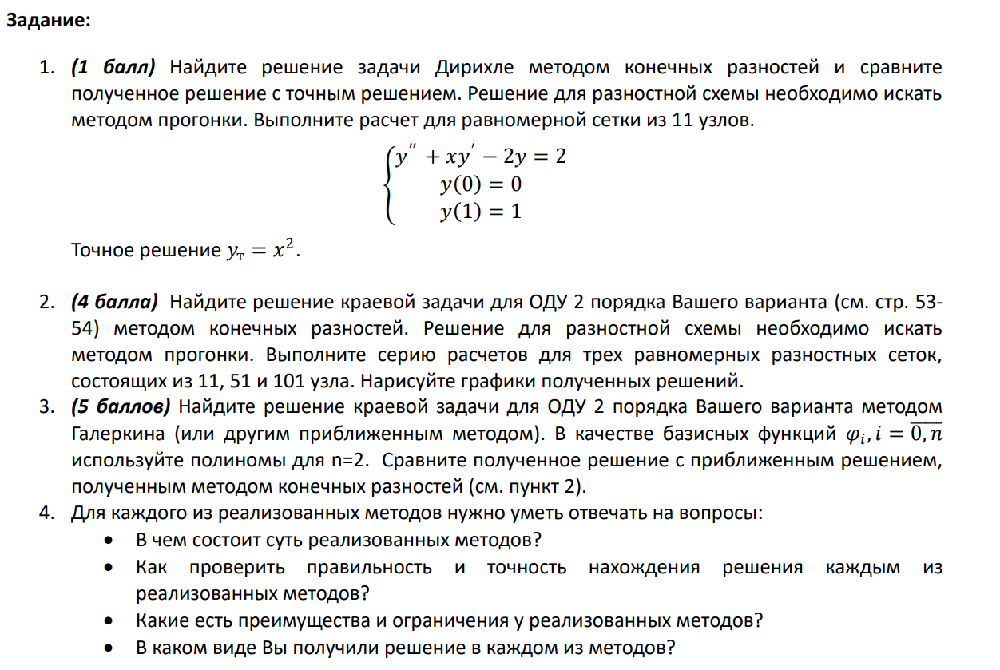 Задание:
1. (1 балл) Найдите решение задачи Дирихле методом конечных разностей и сравните
полученное решение с точным решением. Решение для разностной схемы необходимо искать
методом прогонки. Выполните расчет для равномерной сетки из 11 узлов.
{y'' + xy' − 2y = 2
y(0) = 0
y(1) = 1
Точное решение yₜ = x².
2. (4 балла) Найдите решение краевой задачи для ОДУ 2 порядка Вашего варианта (см. стр. 53-
54) методом конечных разностей. Решение для разностной схемы необходимо искать
методом прогонки. Выполните серию расчетов для трех равномерных разностных сеток,
состоящих из 11, 51 и 101 узла. Нарисуйте графики полученных решений.
3. (5 баллов) Найдите решение краевой задачи для ОДУ 2 порядка Вашего варианта методом
Галеркина (или другим приближенным методом). В качестве базисных функций φᵢ, i = 0, n
используйте полиномы для n=2. Сравните полученное решение с приближенным решением,
полученным методом конечных разностей (см. пункт 2).
4. Для каждого из реализованных методов нужно уметь отвечать на вопросы:
• В чем состоит суть реализованных методов?
• Как проверить правильность и точность нахождения решения каждым из
реализованных методов?
• Какие есть преимущества и ограничения у реализованных методов?
• В каком виде Вы получили решение в каждом из методов?